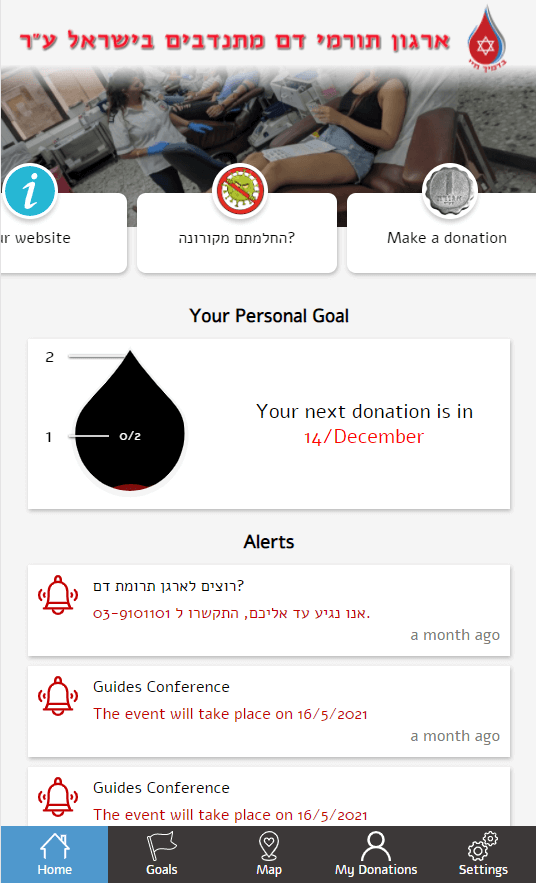 ארגון תורמי דם מתנדבים בישראל ע"ר
בדמיך חיי
ur website
החלמתם מקורונה?
Make a donation
Your Personal Goal
2
1
0/2
Your next donation is in
14/December
Alerts
רוצים לארגן תרומת דם?
אנו נגיע עד אליכם, התקשרו ל 03-9101101.
a month ago
Guides Conference
The event will take place on 16/5/2021
a month ago
Guides Conference
The event will take place on 16/5/2021
Home
Goals
Map
My Donations
Settings